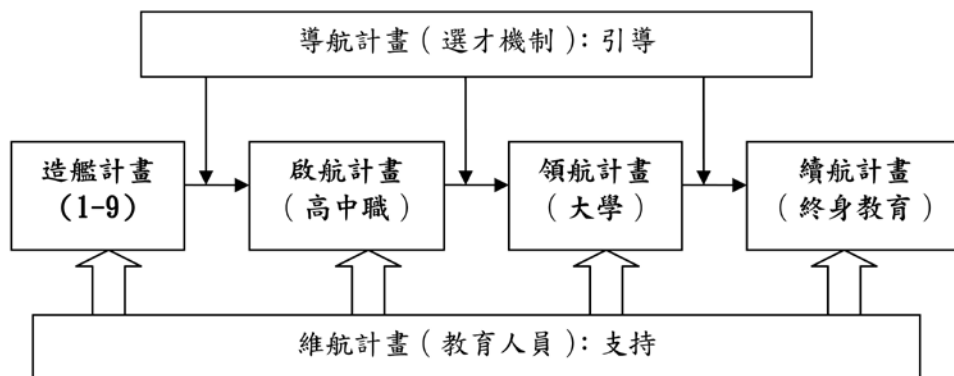 導航計畫(選才機制):引導
造艦計畫
(1-9)
啟航計畫
(高中職)
領航計畫
(大學)
續航計畫
(終身教育)
維航計畫(教育人員):支持